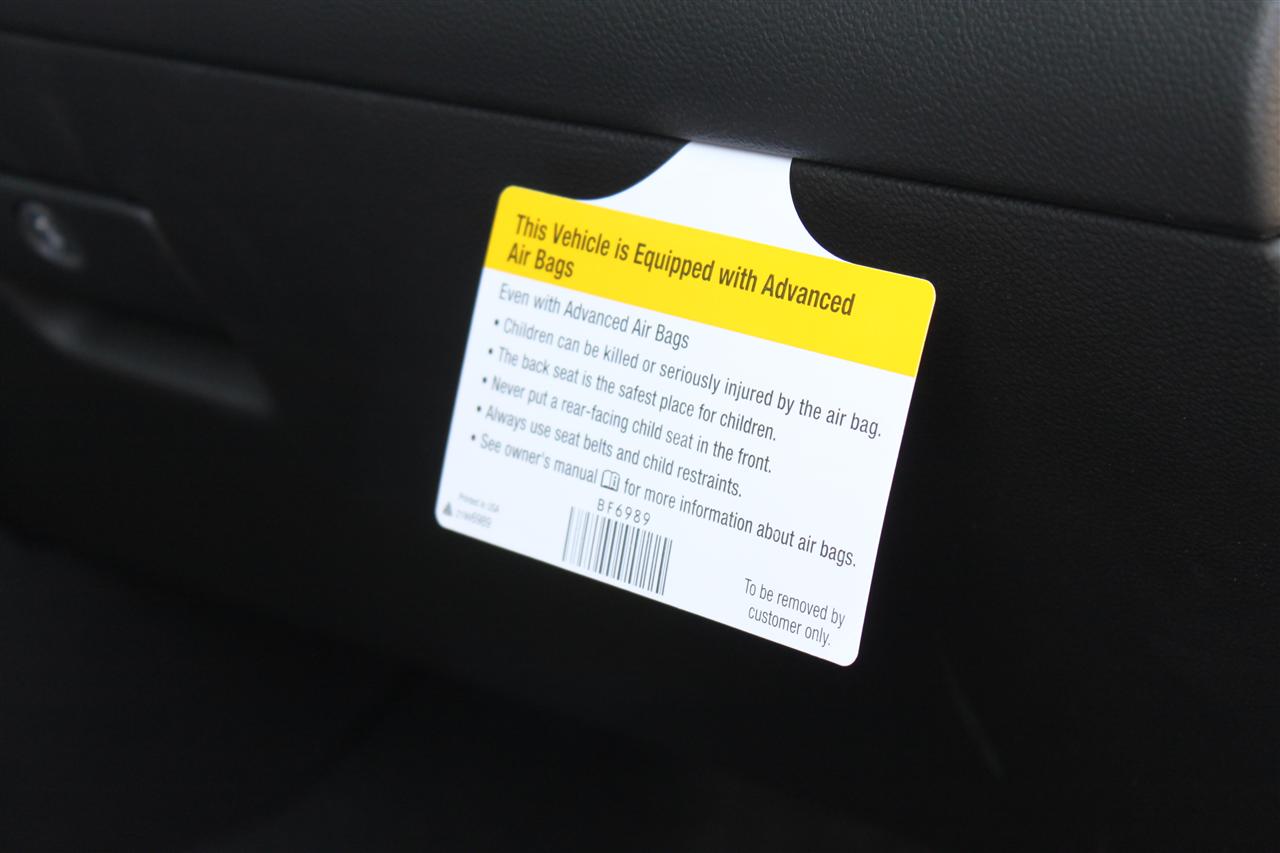 This Vehicle is Equipped with Advanced
Air Bags
Even with Advanced Air Bags
• Children can be killed or seriously injured by the air bag.
• The back seat is the safest place for children.
• Never put a rear-facing child seat in the front.
• Always use seat belts and child restraints.
• See owner's manual for more information about air bags.
Printed in USA
BF6989
To be removed by
customer only.